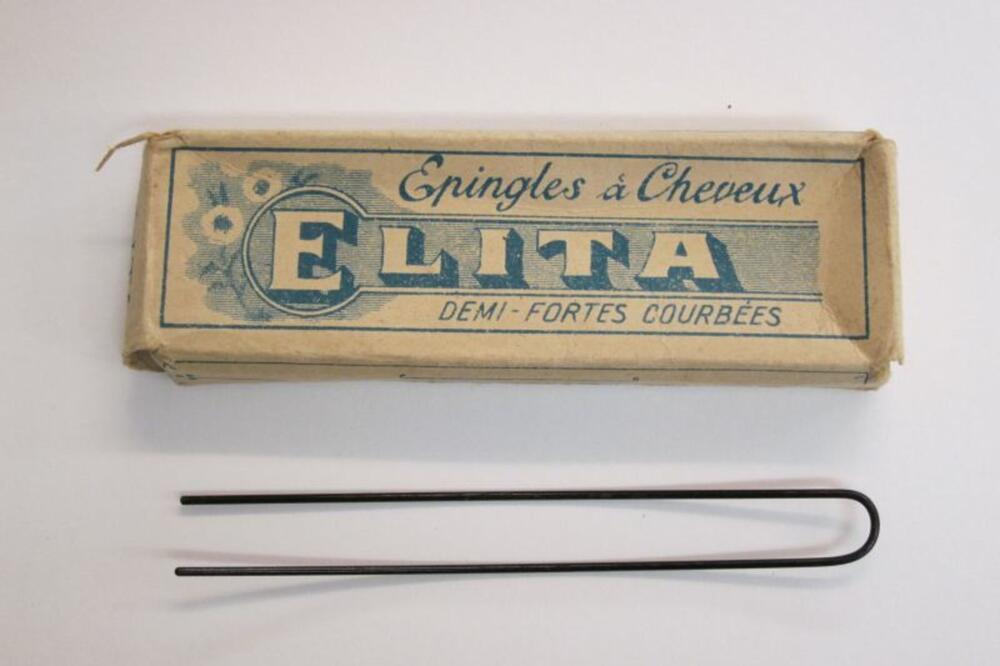 Epingles à Cheveux
ELITA
DEMI-FORTES COURBÉES